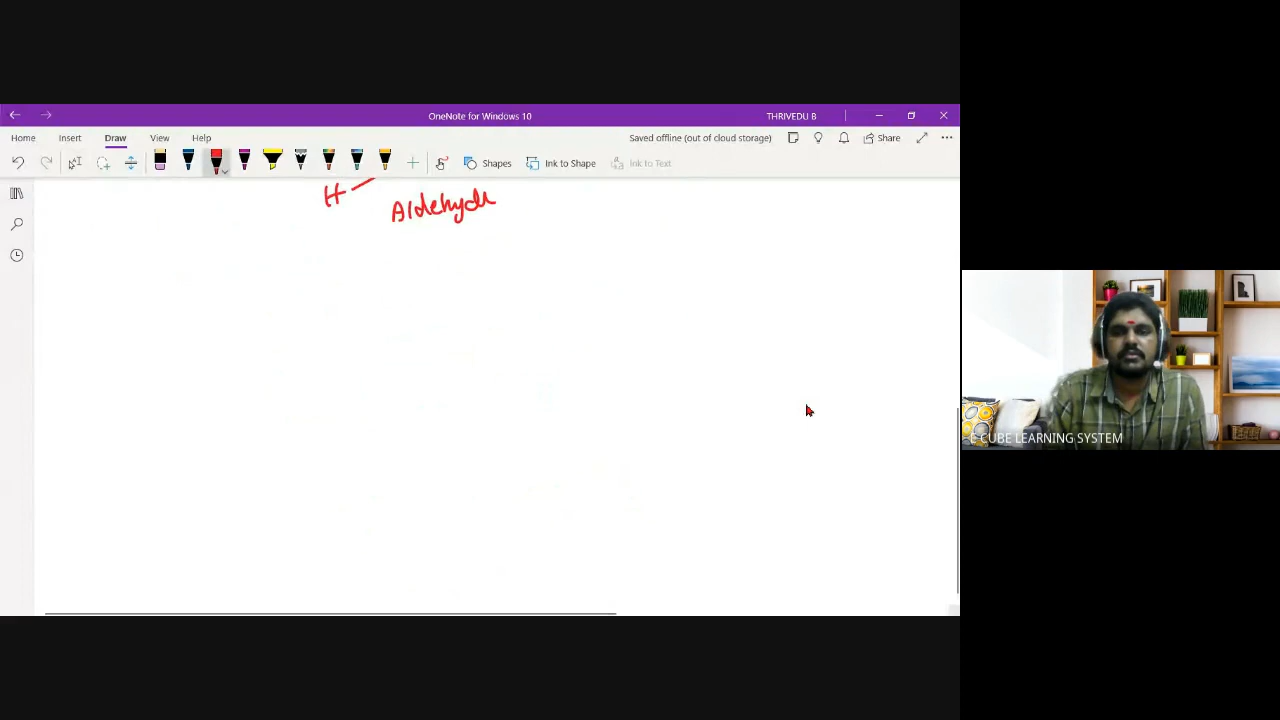 OneNote for Windows 10
THRIVEDU B
Home Insert Draw View Help
Saved offline (out of cloud storage)
Share
Shapes
Ink to Shape
Ink to Text
H
Aldehyde
E CUBE LEARNING SYSTEM